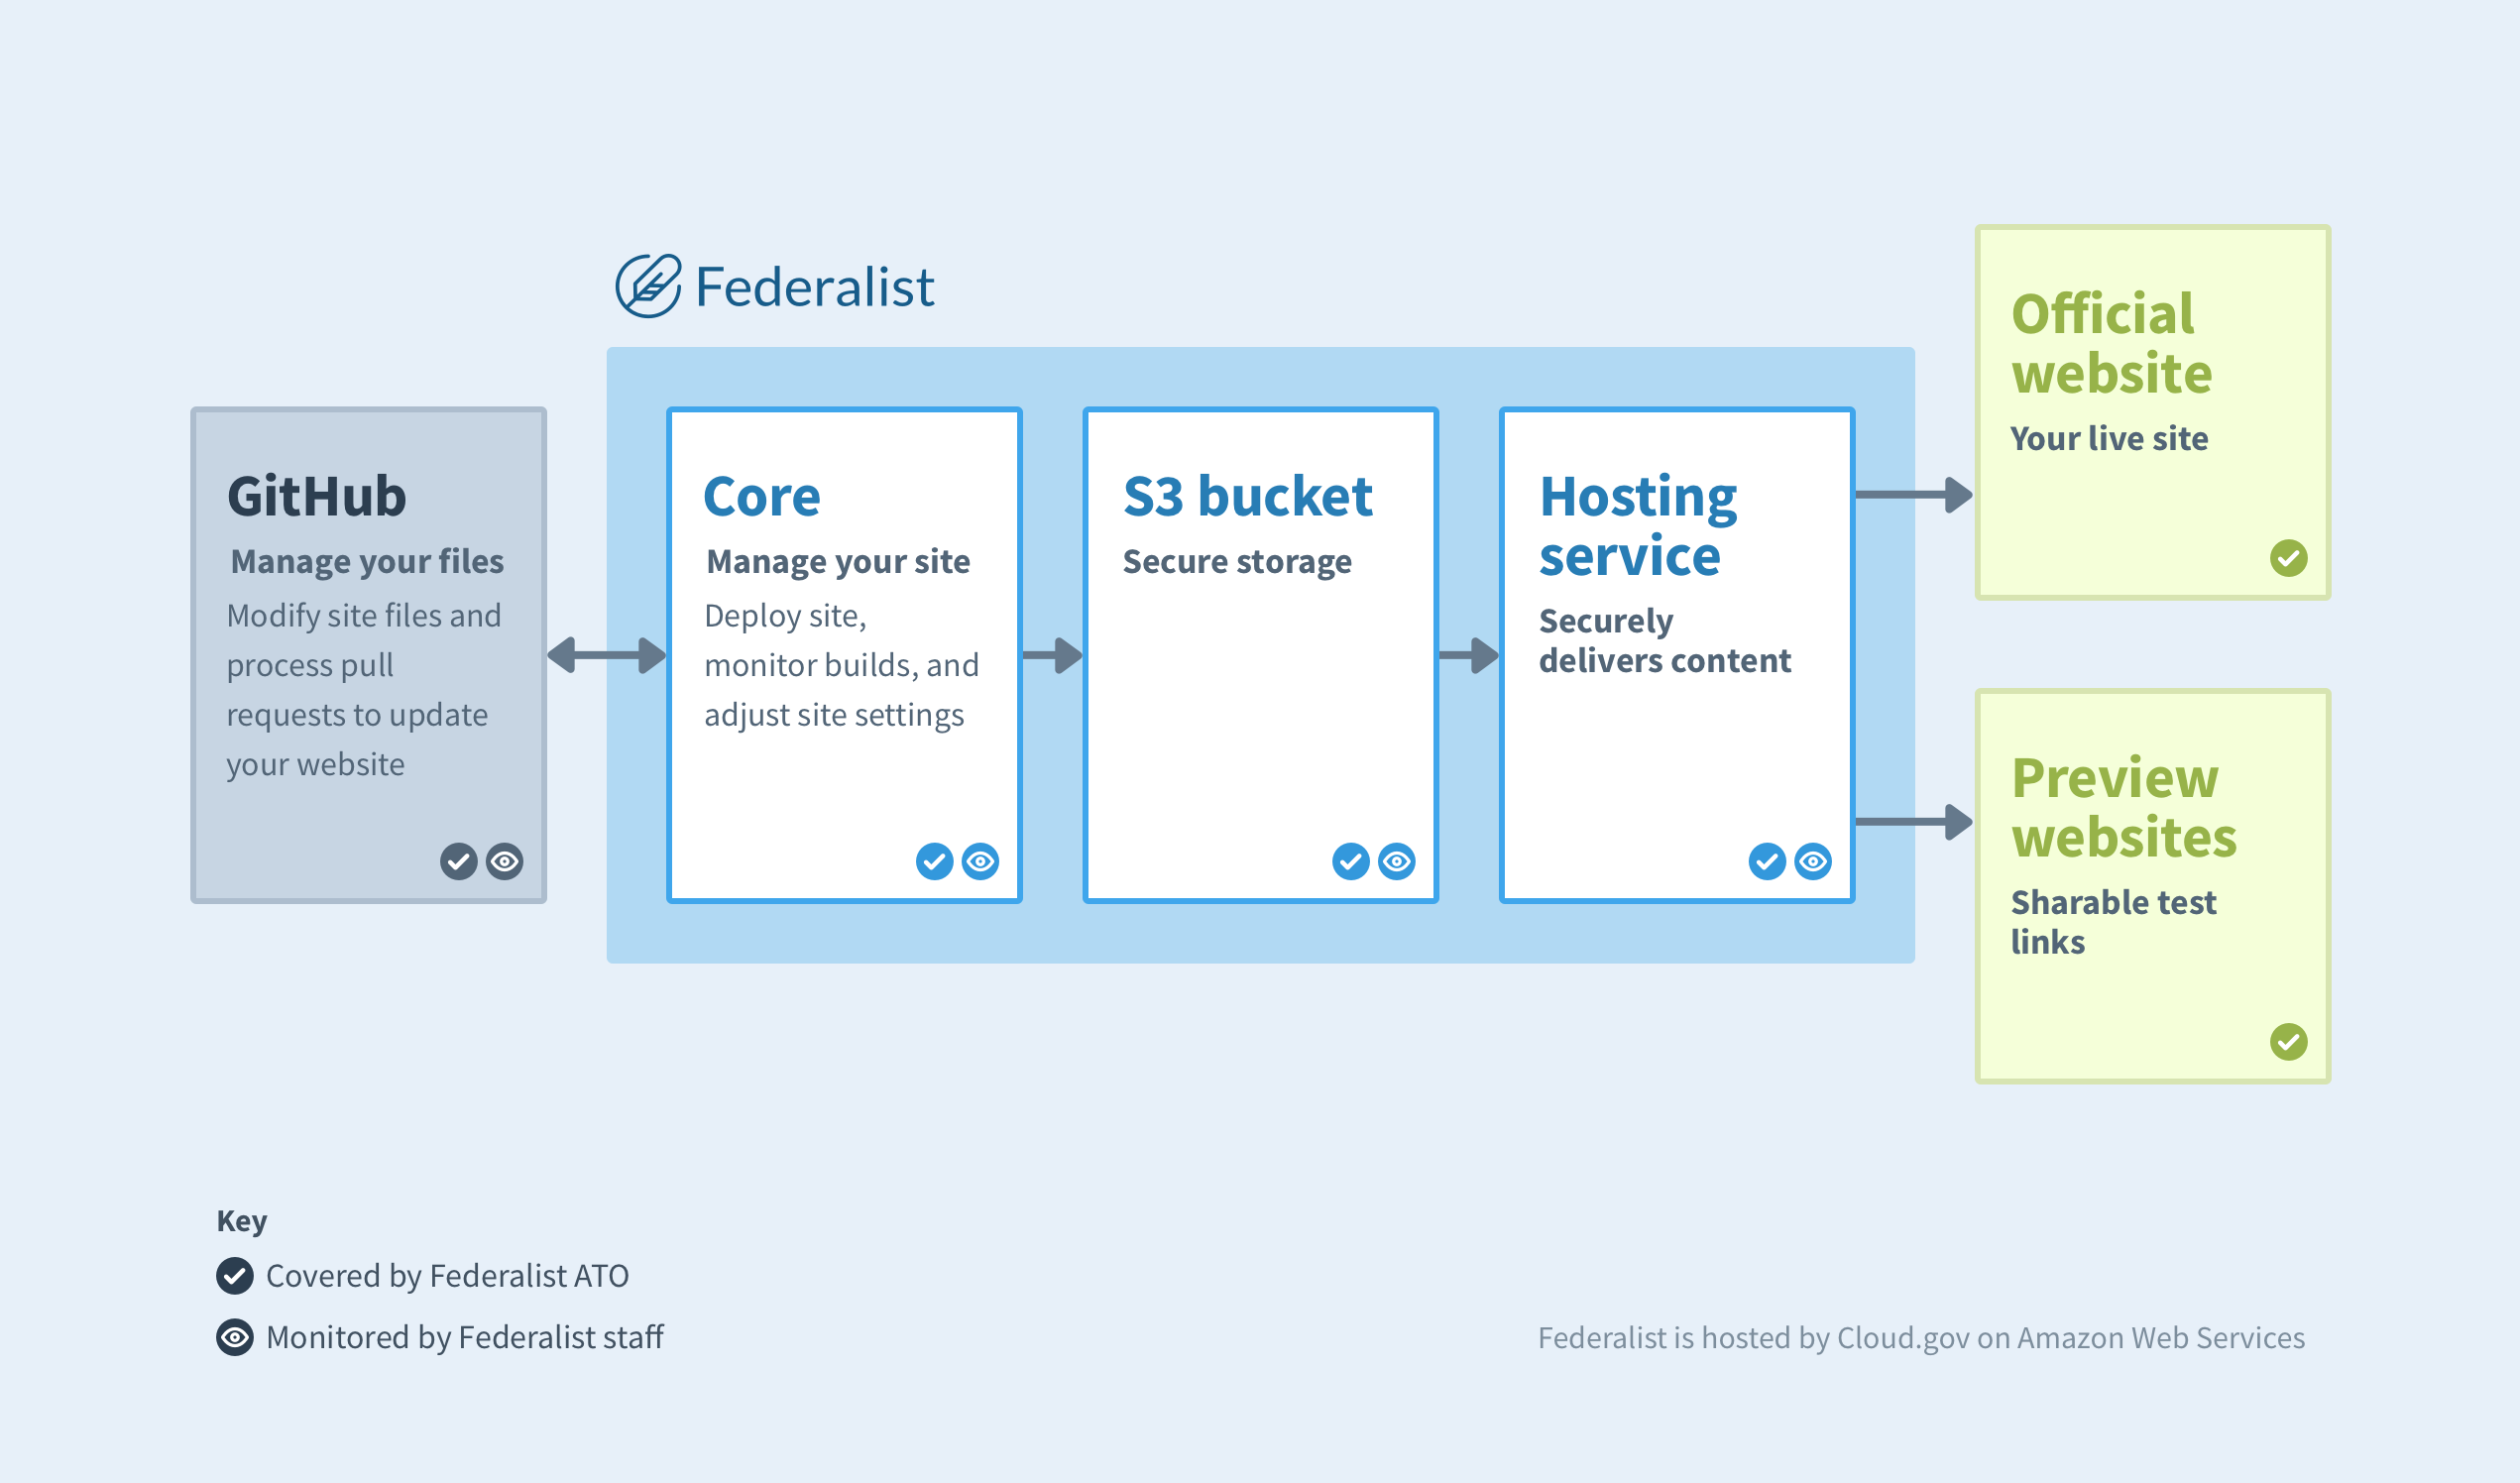 Federalist
GitHub
Manage your files
Modify site files and
process pull
requests to update
your website
Core
Manage your site
Deploy site,
monitor builds, and
adjust site settings
S3 bucket
Secure storage
Hosting
service
Securely
delivers content
Official
website
Your live site
Preview
websites
Sharable test
links
Key
Covered by Federalist ATO
Monitored by Federalist staff
Federalist is hosted by Cloud.gov on Amazon Web Services